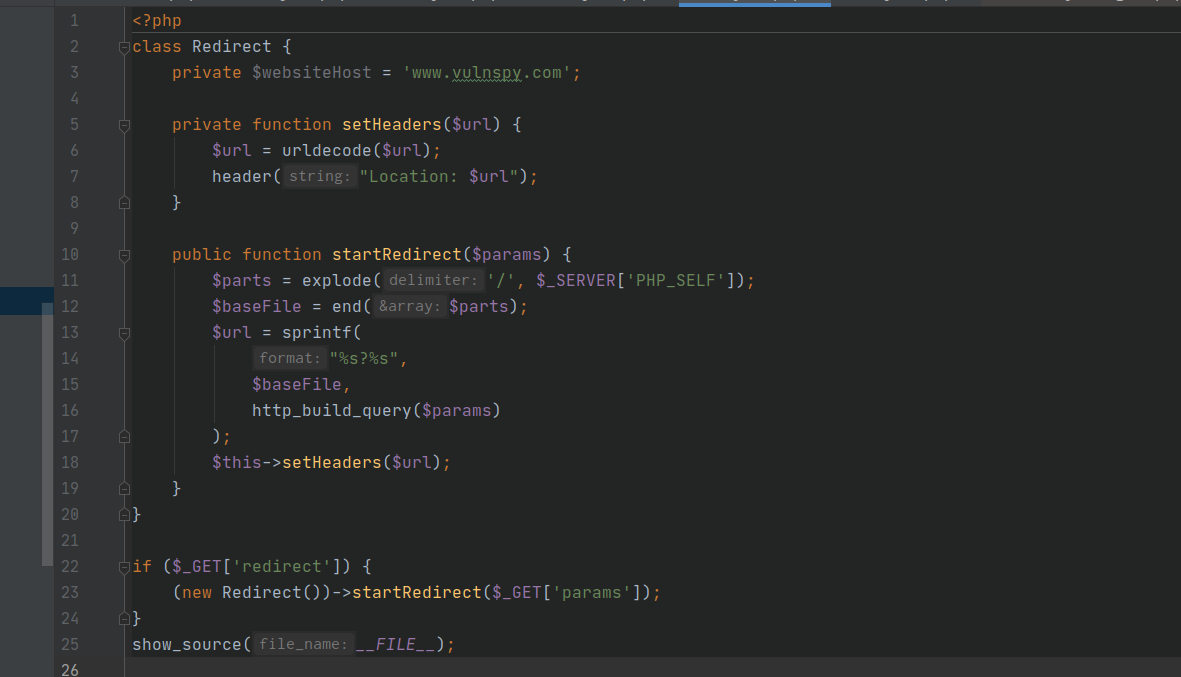 1 <?php
2 class Redirect {
3 private $websiteHost = 'www.vulnspy.com';
4
5 private function setHeaders($url) {
6 $url = urldecode($url);
7 header( string: "Location: $url");
8 }
9
10 public function startRedirect($params) {
11 $parts = explode( delimiter: '/', $_SERVER['PHP_SELF']);
12 $baseFile = end( &array: $parts);
13 $url = sprintf(
14 format: "%s?%s",
15 $baseFile,
16 http_build_query($params)
17 );
18 $this->setHeaders($url);
19 }
20 }
21
22 if ($_GET['redirect']) {
23 (new Redirect())->startRedirect($_GET['params']);
24 }
25 show_source( file_name: __FILE__);
26